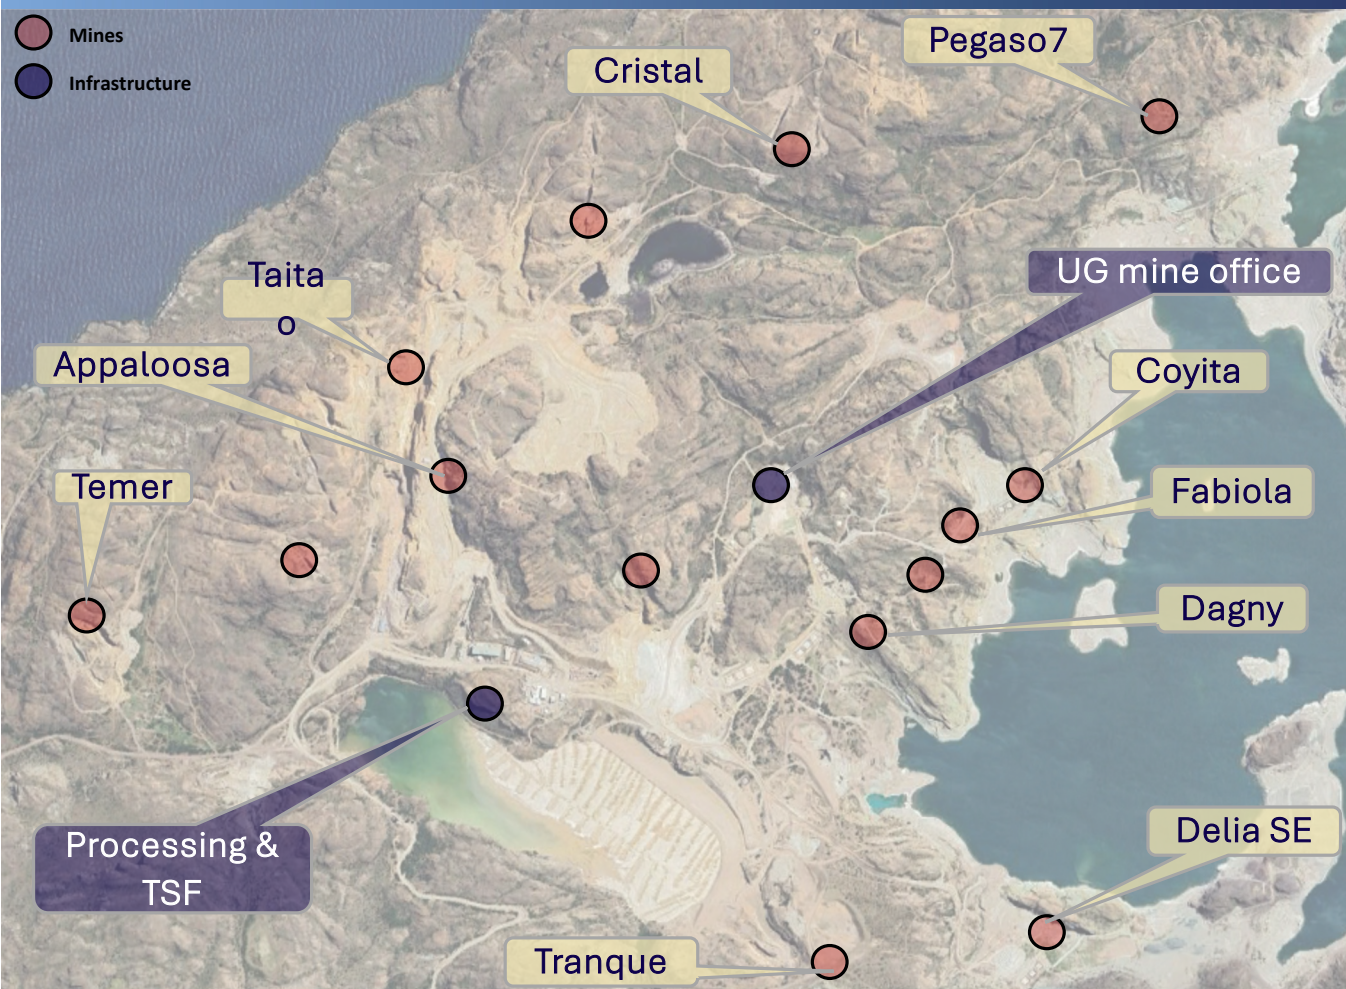 Mines
Infrastructure
Pegaso7
Cristal
UG mine office
Taita
o
Appaloosa
Coyita
Temer
Fabiola
Dagny
Processing &
TSF
Delia SE
Tranque